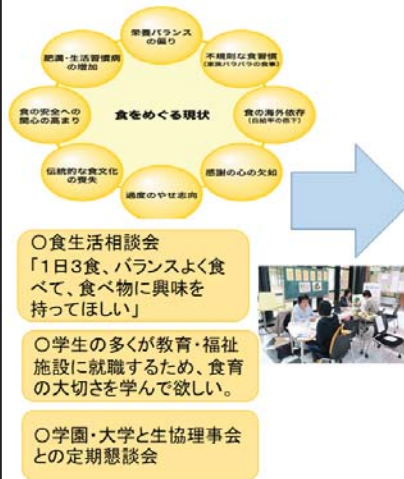 栄養バランス
の偏り
不規則な食習慣
(家族バラバラの食事)
食の海外依存
(自給率の低下)
感謝の心の欠如
過度のやせ志向
伝統的な食文化
の喪失
食の安全への
関心の高まり
肥満・生活習慣病
の増加
食をめぐる現状
○食生活相談会
「1日3食、バランスよく食
べて、食べ物に興味を
持ってほしい」
○学生の多くが教育・福祉
施設に就職するため、食育
の大切さを学んで欲しい。
○学園・大学と生協理事会
との定期懇談会